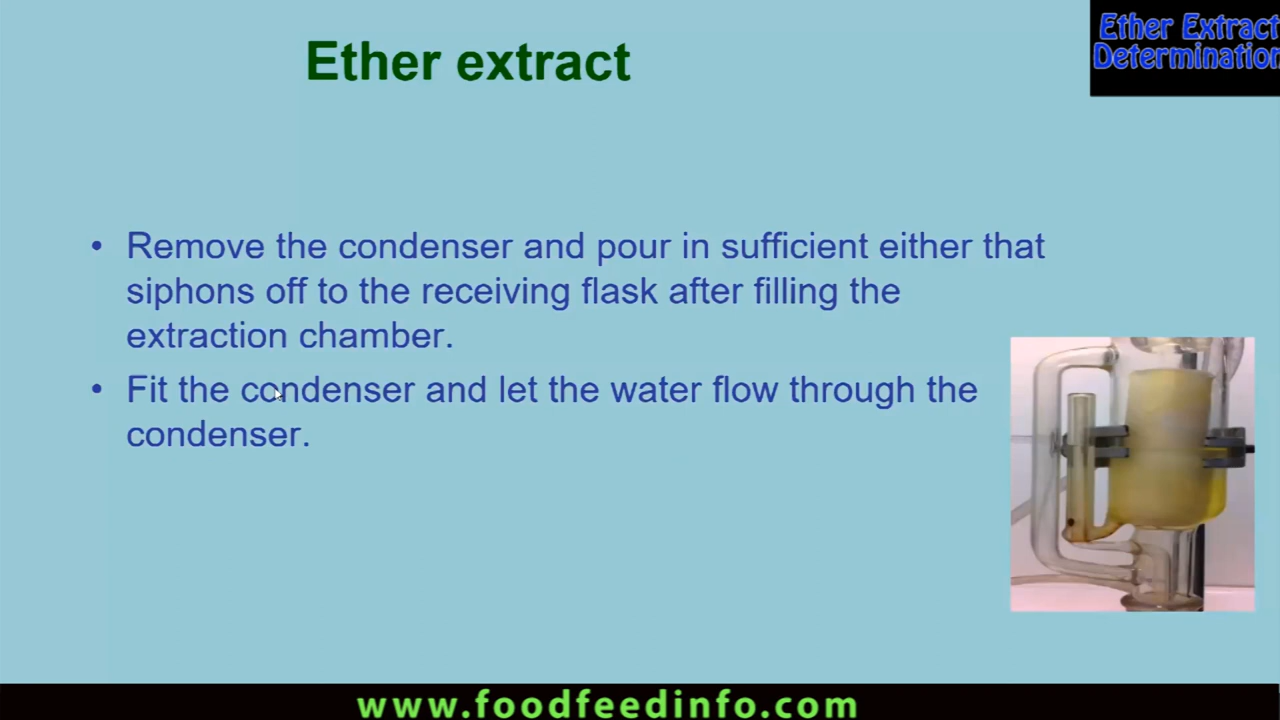 Ether extract
Ether Extract
Determination
• Remove the condenser and pour in sufficient either that
siphons off to the receiving flask after filling the
extraction chamber.
• Fit the condenser and let the water flow through the
condenser.
www.foodfeedinfo.com